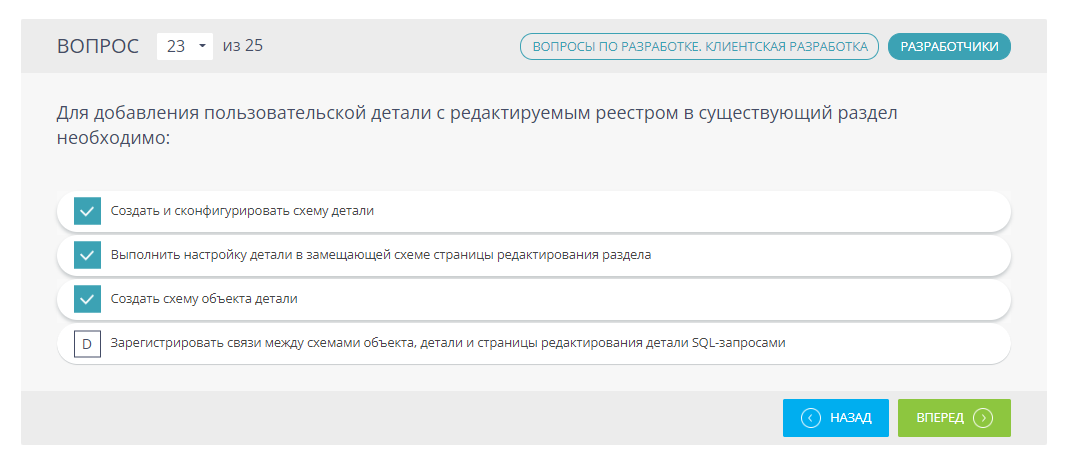 ВОПРОС 23 ИЗ 25 ВОПРОСЫ ПО РАЗРАБОТКЕ. КЛИЕНТСКАЯ РАЗРАБОТКА РАЗРАБОТЧИКИ
Для добавления пользовательской детали с редактируемым реестром в существующий раздел
необходимо:
Создать и сконфигурировать схему детали
Выполнить настройку детали в замещающей схеме страницы редактирования раздела
Создать схему объекта детали
D Зарегистрировать связи между схемами объекта, детали и страницы редактирования детали SQL-запросами
НАЗАД ВПЕРЕД